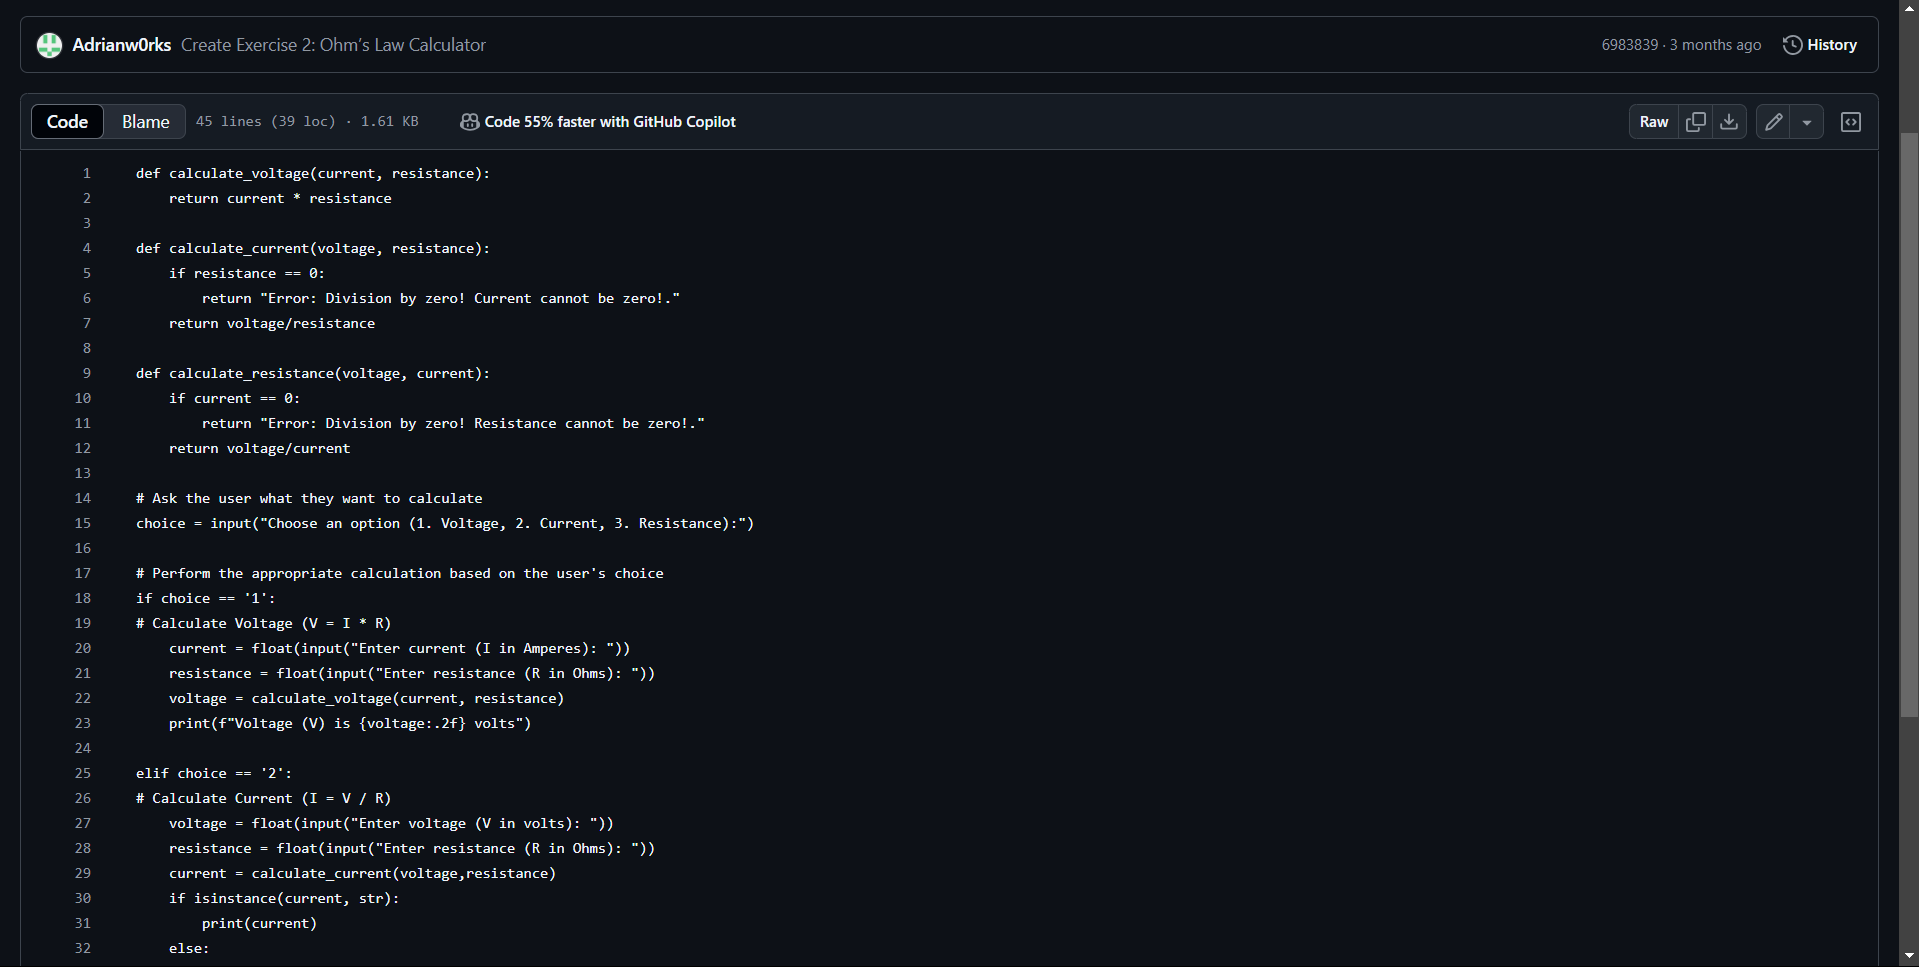 Adrianw0rks Create Exercise 2: Ohm’s Law Calculator 6983839 · 3 months ago History
Code Blame 45 lines (39 loc) · 1.61 KB Code 55% faster with GitHub Copilot Raw
1 def calculate_voltage(current, resistance):
2     return current * resistance
3
4 def calculate_current(voltage, resistance):
5     if resistance == 0:
6         return "Error: Division by zero! Current cannot be zero!."
7     return voltage/resistance
8
9 def calculate_resistance(voltage, current):
10     if current == 0:
11         return "Error: Division by zero! Resistance cannot be zero!."
12     return voltage/current
13
14 # Ask the user what they want to calculate
15 choice = input("Choose an option (1. Voltage, 2. Current, 3. Resistance):")
16
17 # Perform the appropriate calculation based on the user's choice
18 if choice == '1':
19 # Calculate Voltage (V = I * R)
20     current = float(input("Enter current (I in Amperes): "))
21     resistance = float(input("Enter resistance (R in Ohms): "))
22     voltage = calculate_voltage(current, resistance)
23     print(f"Voltage (V) is {voltage:.2f} volts")
24
25 elif choice == '2':
26 # Calculate Current (I = V / R)
27     voltage = float(input("Enter voltage (V in volts): "))
28     resistance = float(input("Enter resistance (R in Ohms): "))
29     current = calculate_current(voltage,resistance)
30     if isinstance(current, str):
31         print(current)
32     else: